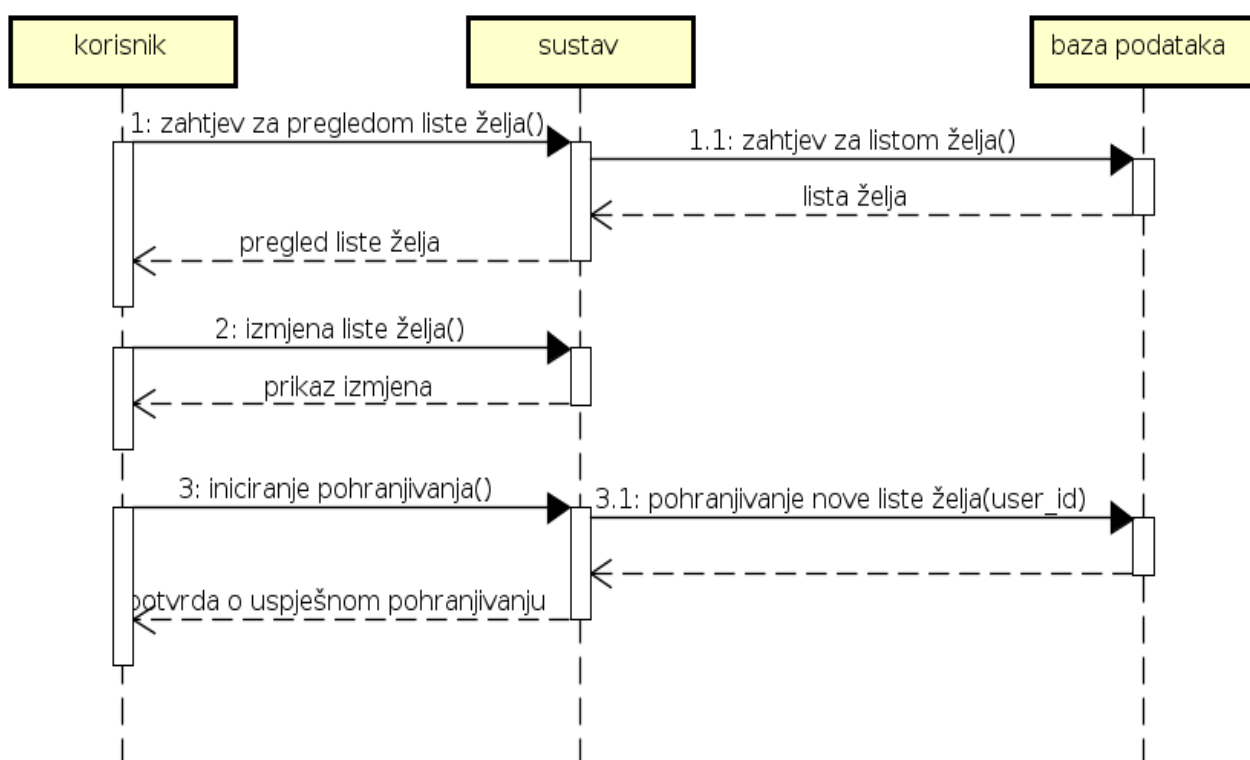 korisnik
sustav
baza podataka
1: zahtjev za pregledom liste želja()
1.1: zahtjev za listom želja()
lista želja
pregled liste želja
2: izmjena liste želja()
prikaz izmjena
3: iniciranje pohranjivanja()
3.1: pohranjivanje nove liste želja(user_id)
potvrda o uspješnom pohranjivanju